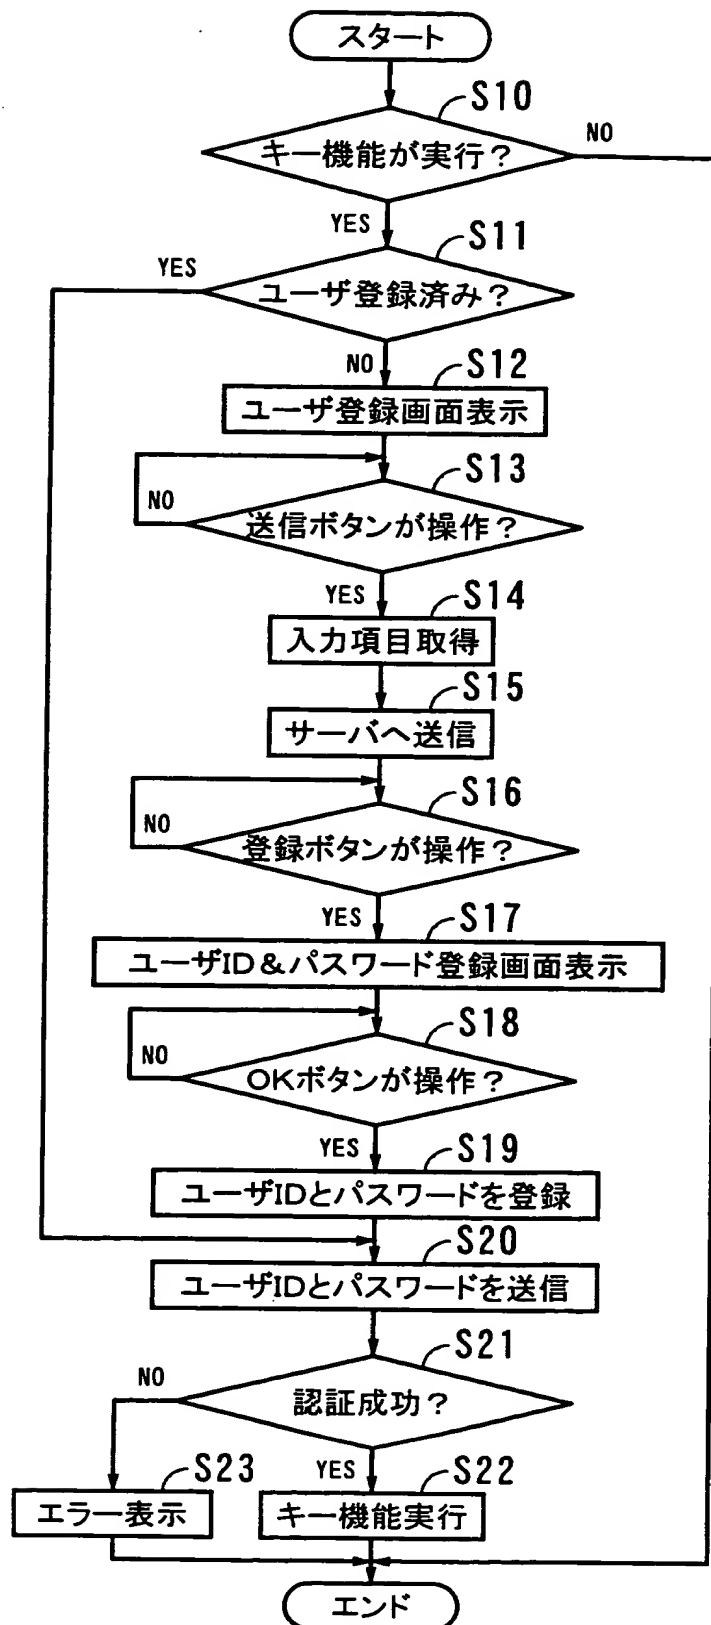 スタート
S10
キー機能が実行？
NO
YES
S11
YES
ユーザ登録済み？
NO
S12
ユーザ登録画面表示
S13
NO
送信ボタンが操作？
YES
S14
入力項目取得
S15
サーバへ送信
S16
NO
登録ボタンが操作？
YES
S17
ユーザID＆パスワード登録画面表示
S18
NO
OKボタンが操作？
YES
S19
ユーザIDとパスワードを登録
S20
ユーザIDとパスワードを送信
S21
NO
認証成功？
YES
S23
S22
エラー表示
キー機能実行
エンド